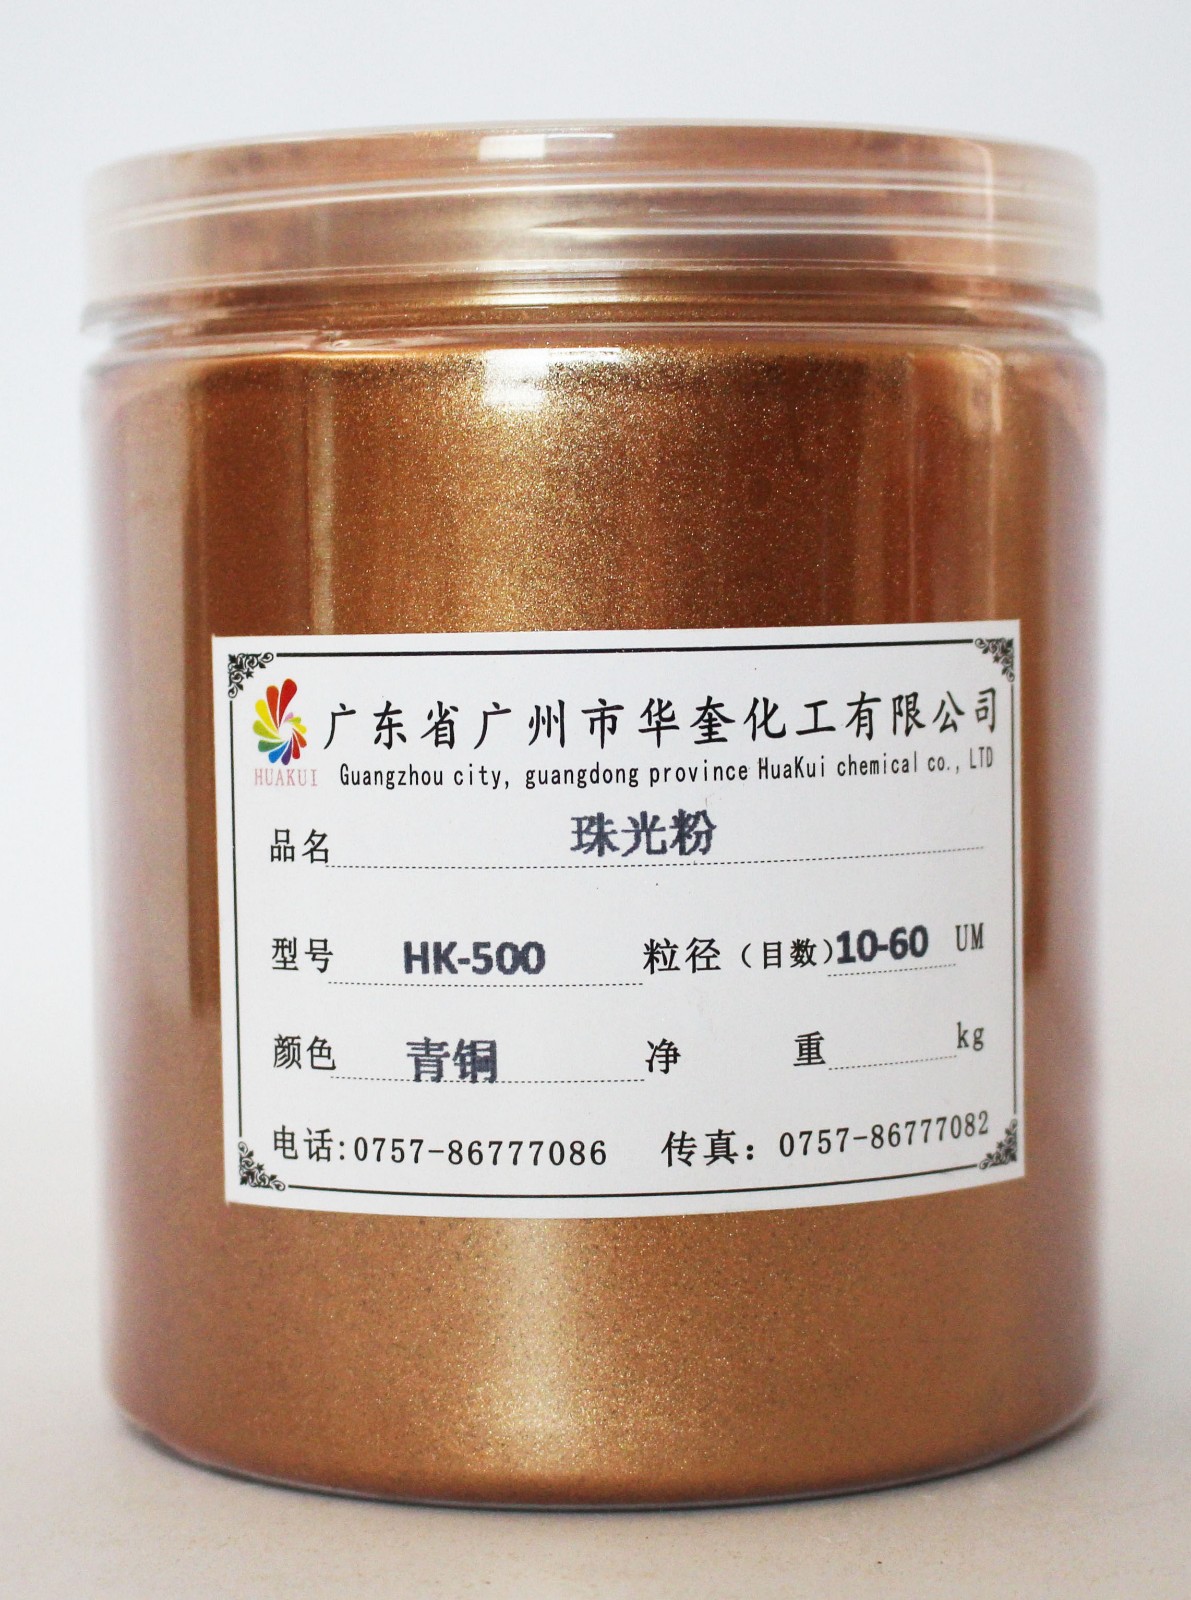 广东省广州市华奎化工有限公司
HUAKUI Guangzhou city, guangdong province HuaKui chemical co., LTD
品名 珠光粉
型号 HK-500 粒径（目数）10-60 UM
颜色 青铜 净 重 kg
电话:0757-86777086 传真：0757-86777082